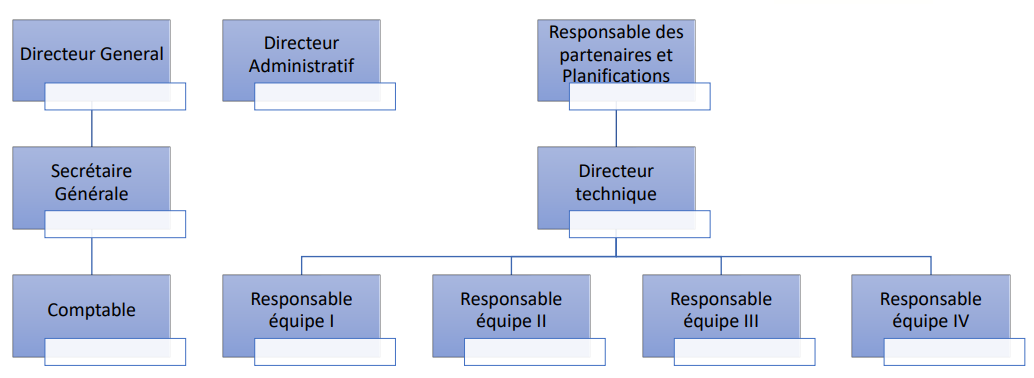 Directeur General
Directeur
Administratif
Responsable des
partenaires et
Planifications
Secrétaire
Générale
Directeur
technique
Comptable
Responsable
équipe I
Responsable
équipe II
Responsable
équipe III
Responsable
équipe IV